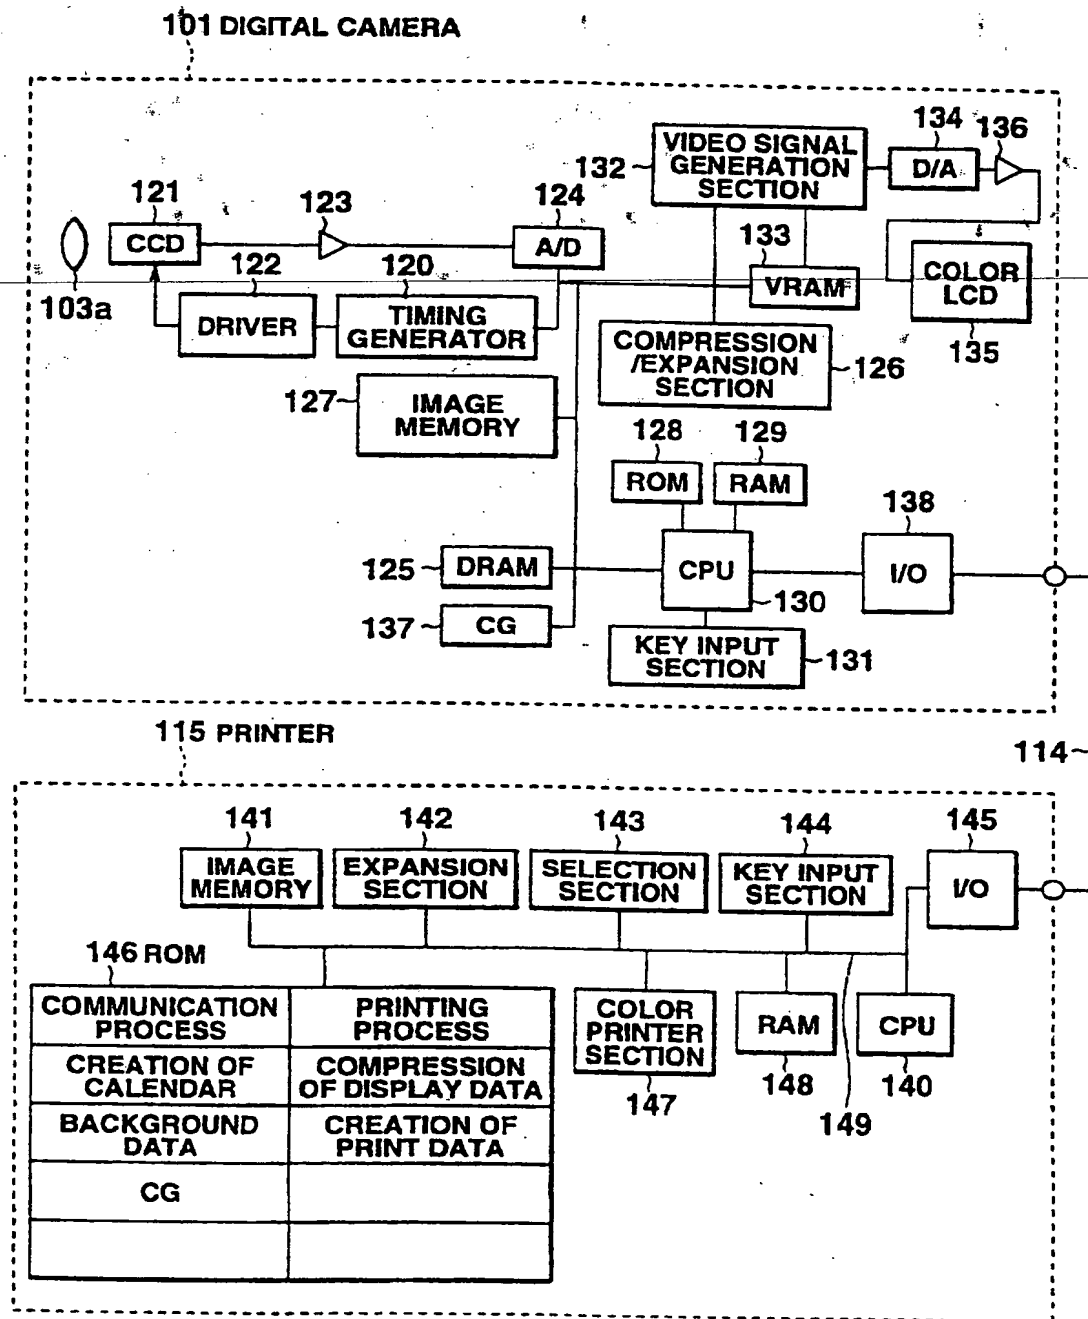 101 DIGITAL CAMERA
134
136
132
VIDEO SIGNAL
GENERATION
SECTION
D/A
121
123
124
CCD
A/D
133
VRAM
COLOR
LCD
135
103a
122
120
DRIVER
TIMING
GENERATOR
COMPRESSION
/EXPANSION
SECTION
126
127
IMAGE
MEMORY
128
129
ROM
RAM
138
125
DRAM
CPU
130
I/O
137
CG
KEY INPUT
SECTION
131
115 PRINTER
114
141
142
143
144
145
IMAGE
MEMORY
EXPANSION
SECTION
SELECTION
SECTION
KEY INPUT
SECTION
I/O
146 ROM
COMMUNICATION
PROCESS
PRINTING
PROCESS
CREATION OF
CALENDAR
COMPRESSION
OF DISPLAY DATA
BACKGROUND
DATA
CREATION OF
PRINT DATA
CG
COLOR
PRINTER
SECTION
147
RAM
148
CPU
140
149